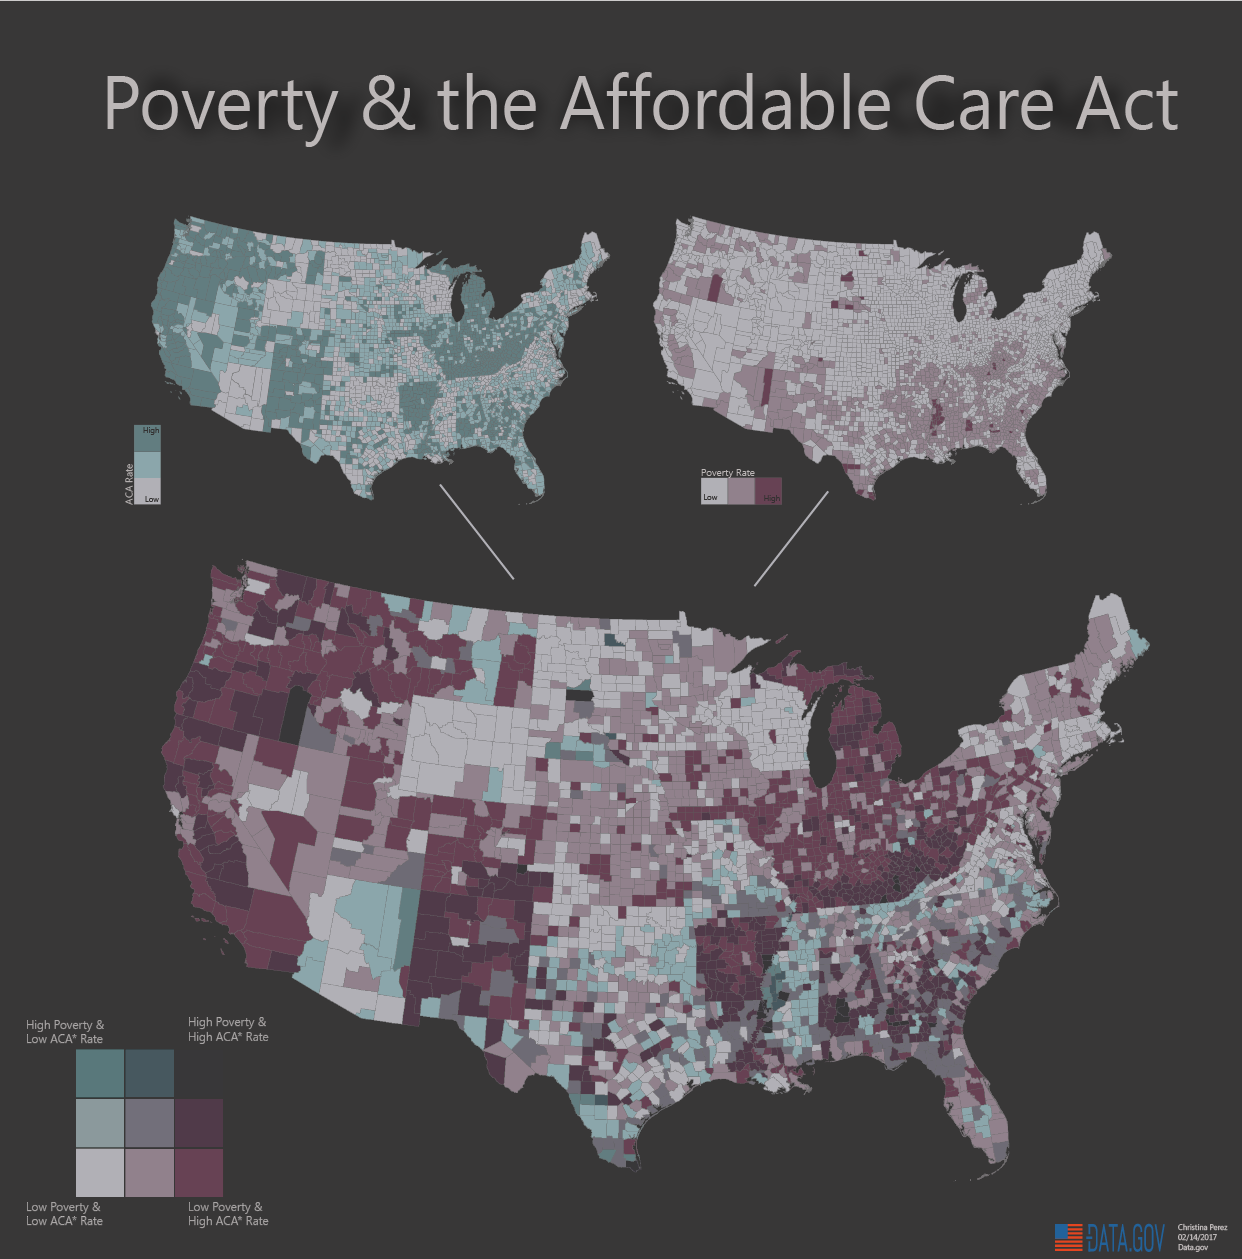 Poverty & the Affordable Care Act
High
ACA Rate
Low
Poverty Rate
Low
High
High Poverty &
Low ACA* Rate
High Poverty &
High ACA* Rate
Low Poverty &
Low ACA* Rate
Low Poverty &
High ACA* Rate
DATA.GOV
Christina Perez
02/14/2017
Data.gov